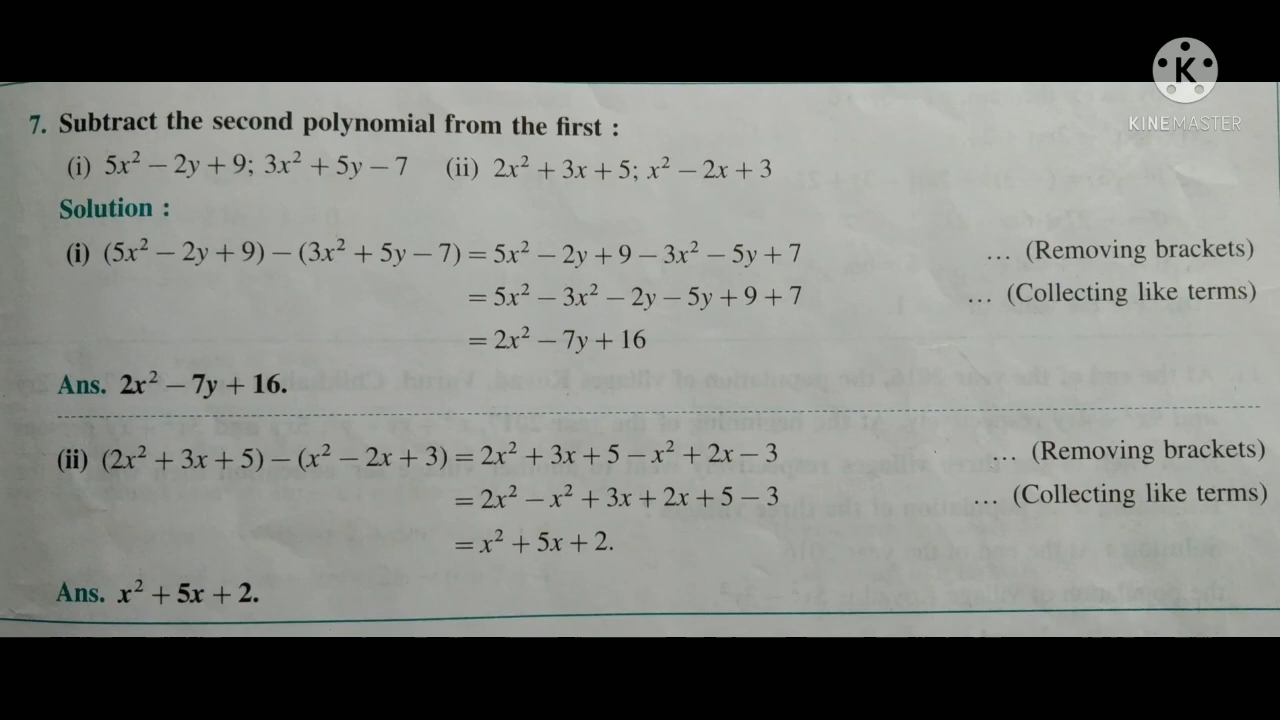 K
KINEMASTER
7. Subtract the second polynomial from the first :
(i) 5x² – 2y + 9; 3x² + 5y – 7 (ii) 2x² + 3x + 5; x² – 2x + 3
Solution :
(i) (5x² – 2y + 9) – (3x² + 5y – 7) = 5x² – 2y + 9 – 3x² – 5y + 7 ... (Removing brackets)
= 5x² – 3x² – 2y – 5y + 9 + 7 ... (Collecting like terms)
= 2x² – 7y + 16
Ans. 2x² – 7y + 16.
(ii) (2x² + 3x + 5) – (x² – 2x + 3) = 2x² + 3x + 5 – x² + 2x – 3 ... (Removing brackets)
= 2x² – x² + 3x + 2x + 5 – 3 ... (Collecting like terms)
= x² + 5x + 2.
Ans. x² + 5x + 2.